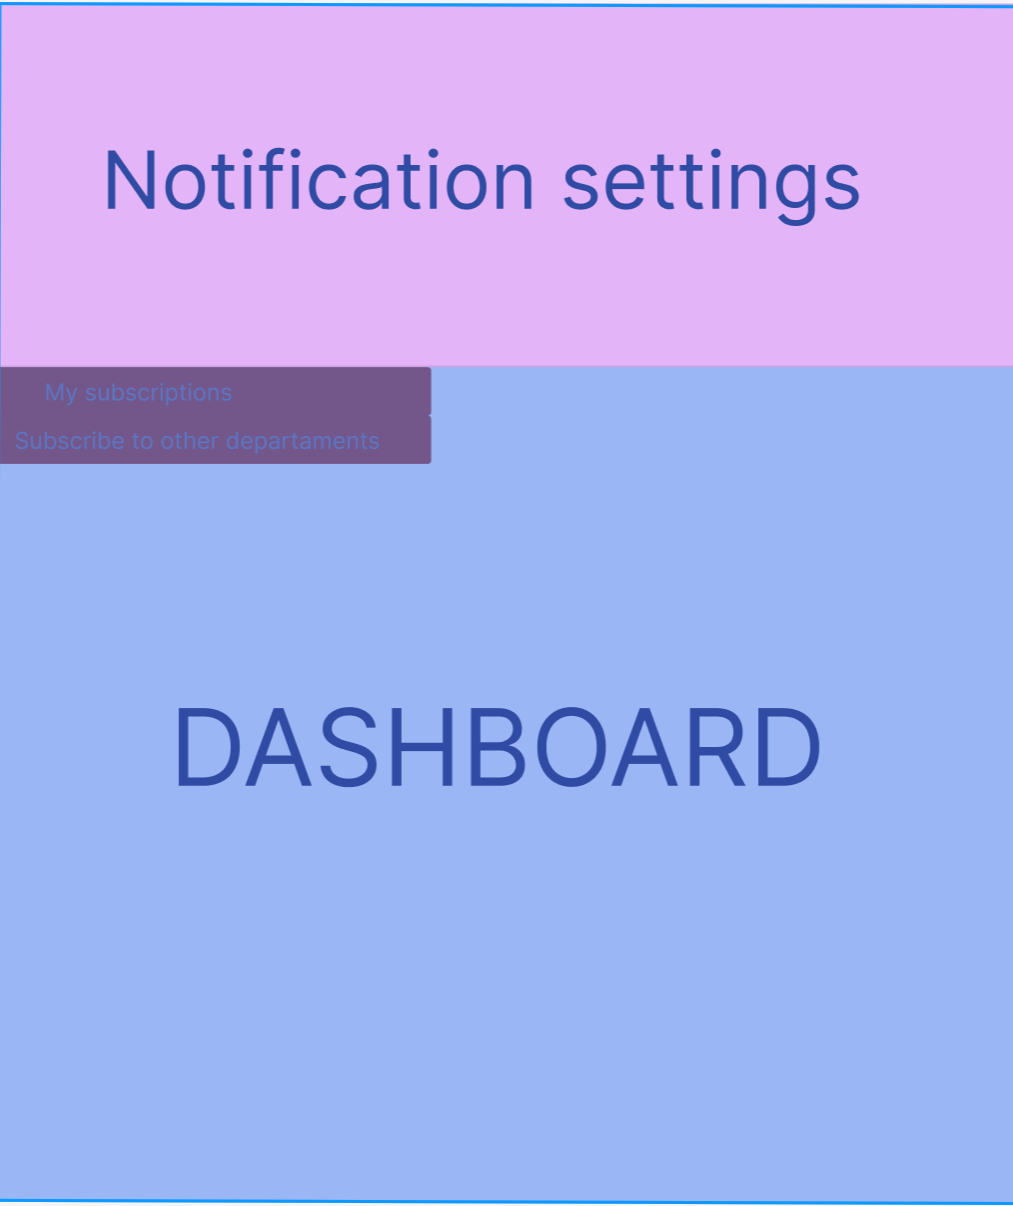 Notification settings
My subscriptions
Subscribe to other departaments
DASHBOARD